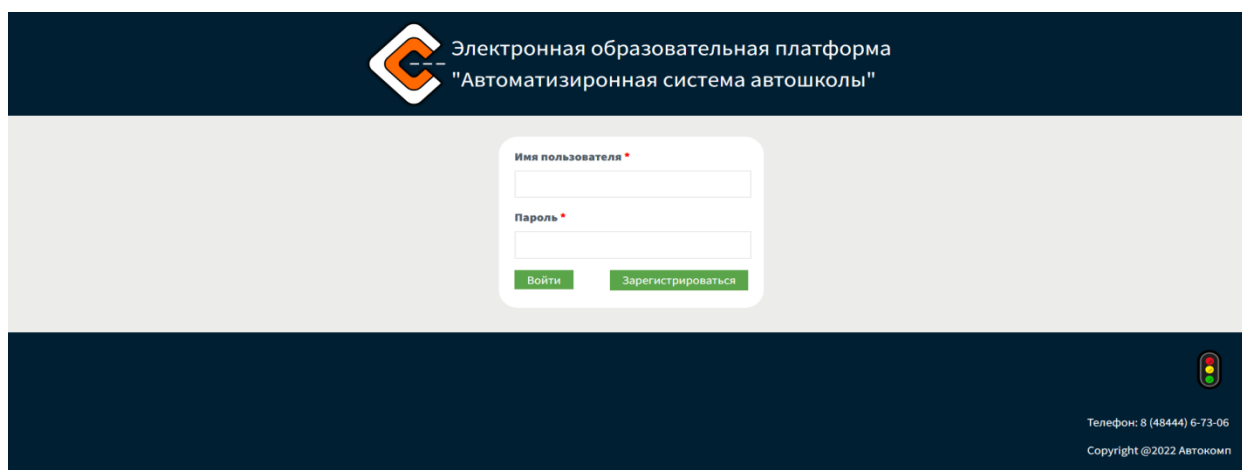 Электронная образовательная платформа
"Автоматизиронная система автошколы"
Имя пользователя *
Пароль *
Войти Зарегистрироваться
Телефон: 8 (48444) 6-73-06
Copyright @2022 Автокомп